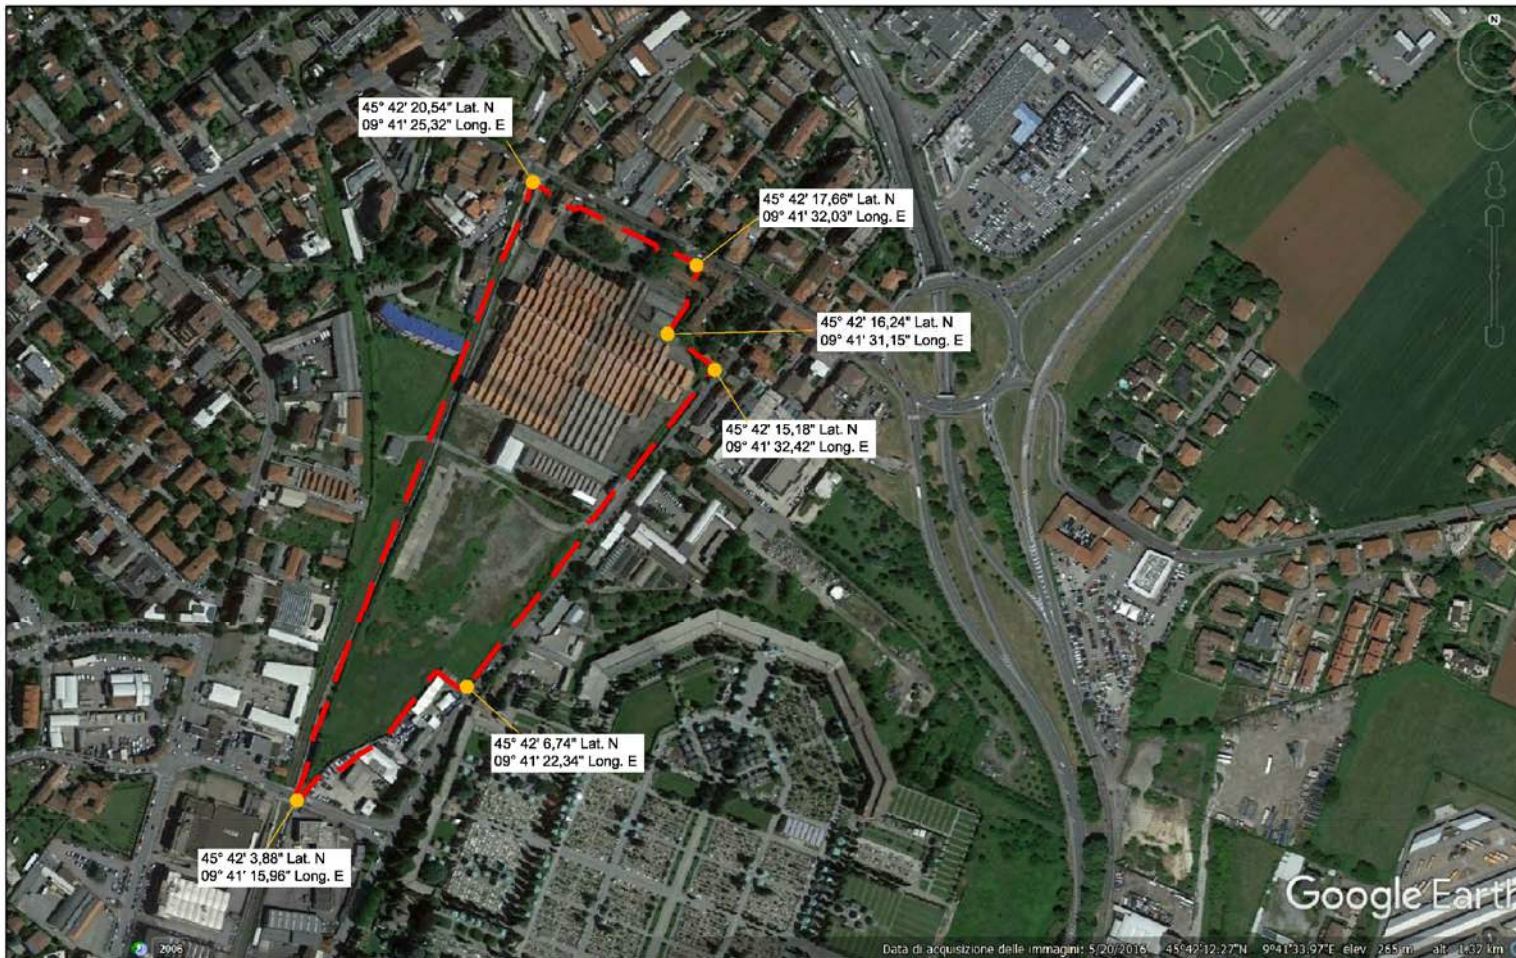 N
45° 42' 20,54" Lat. N
09° 41' 25,32" Long. E
45° 42' 17,66" Lat. N
09° 41' 32,03" Long. E
45° 42' 16,24" Lat. N
09° 41' 31,15" Long. E
45° 42' 15,18" Lat. N
09° 41' 32,42" Long. E
45° 42' 6,74" Lat. N
09° 41' 22,34" Long. E
45° 42' 3,88" Lat. N
09° 41' 15,96" Long. E
Google Earth
2006
Data di acquisizione delle immagini: 5/20/2016 45°42'12.27"N 9°41'33.97"E elev 265 m alt 1.32 km